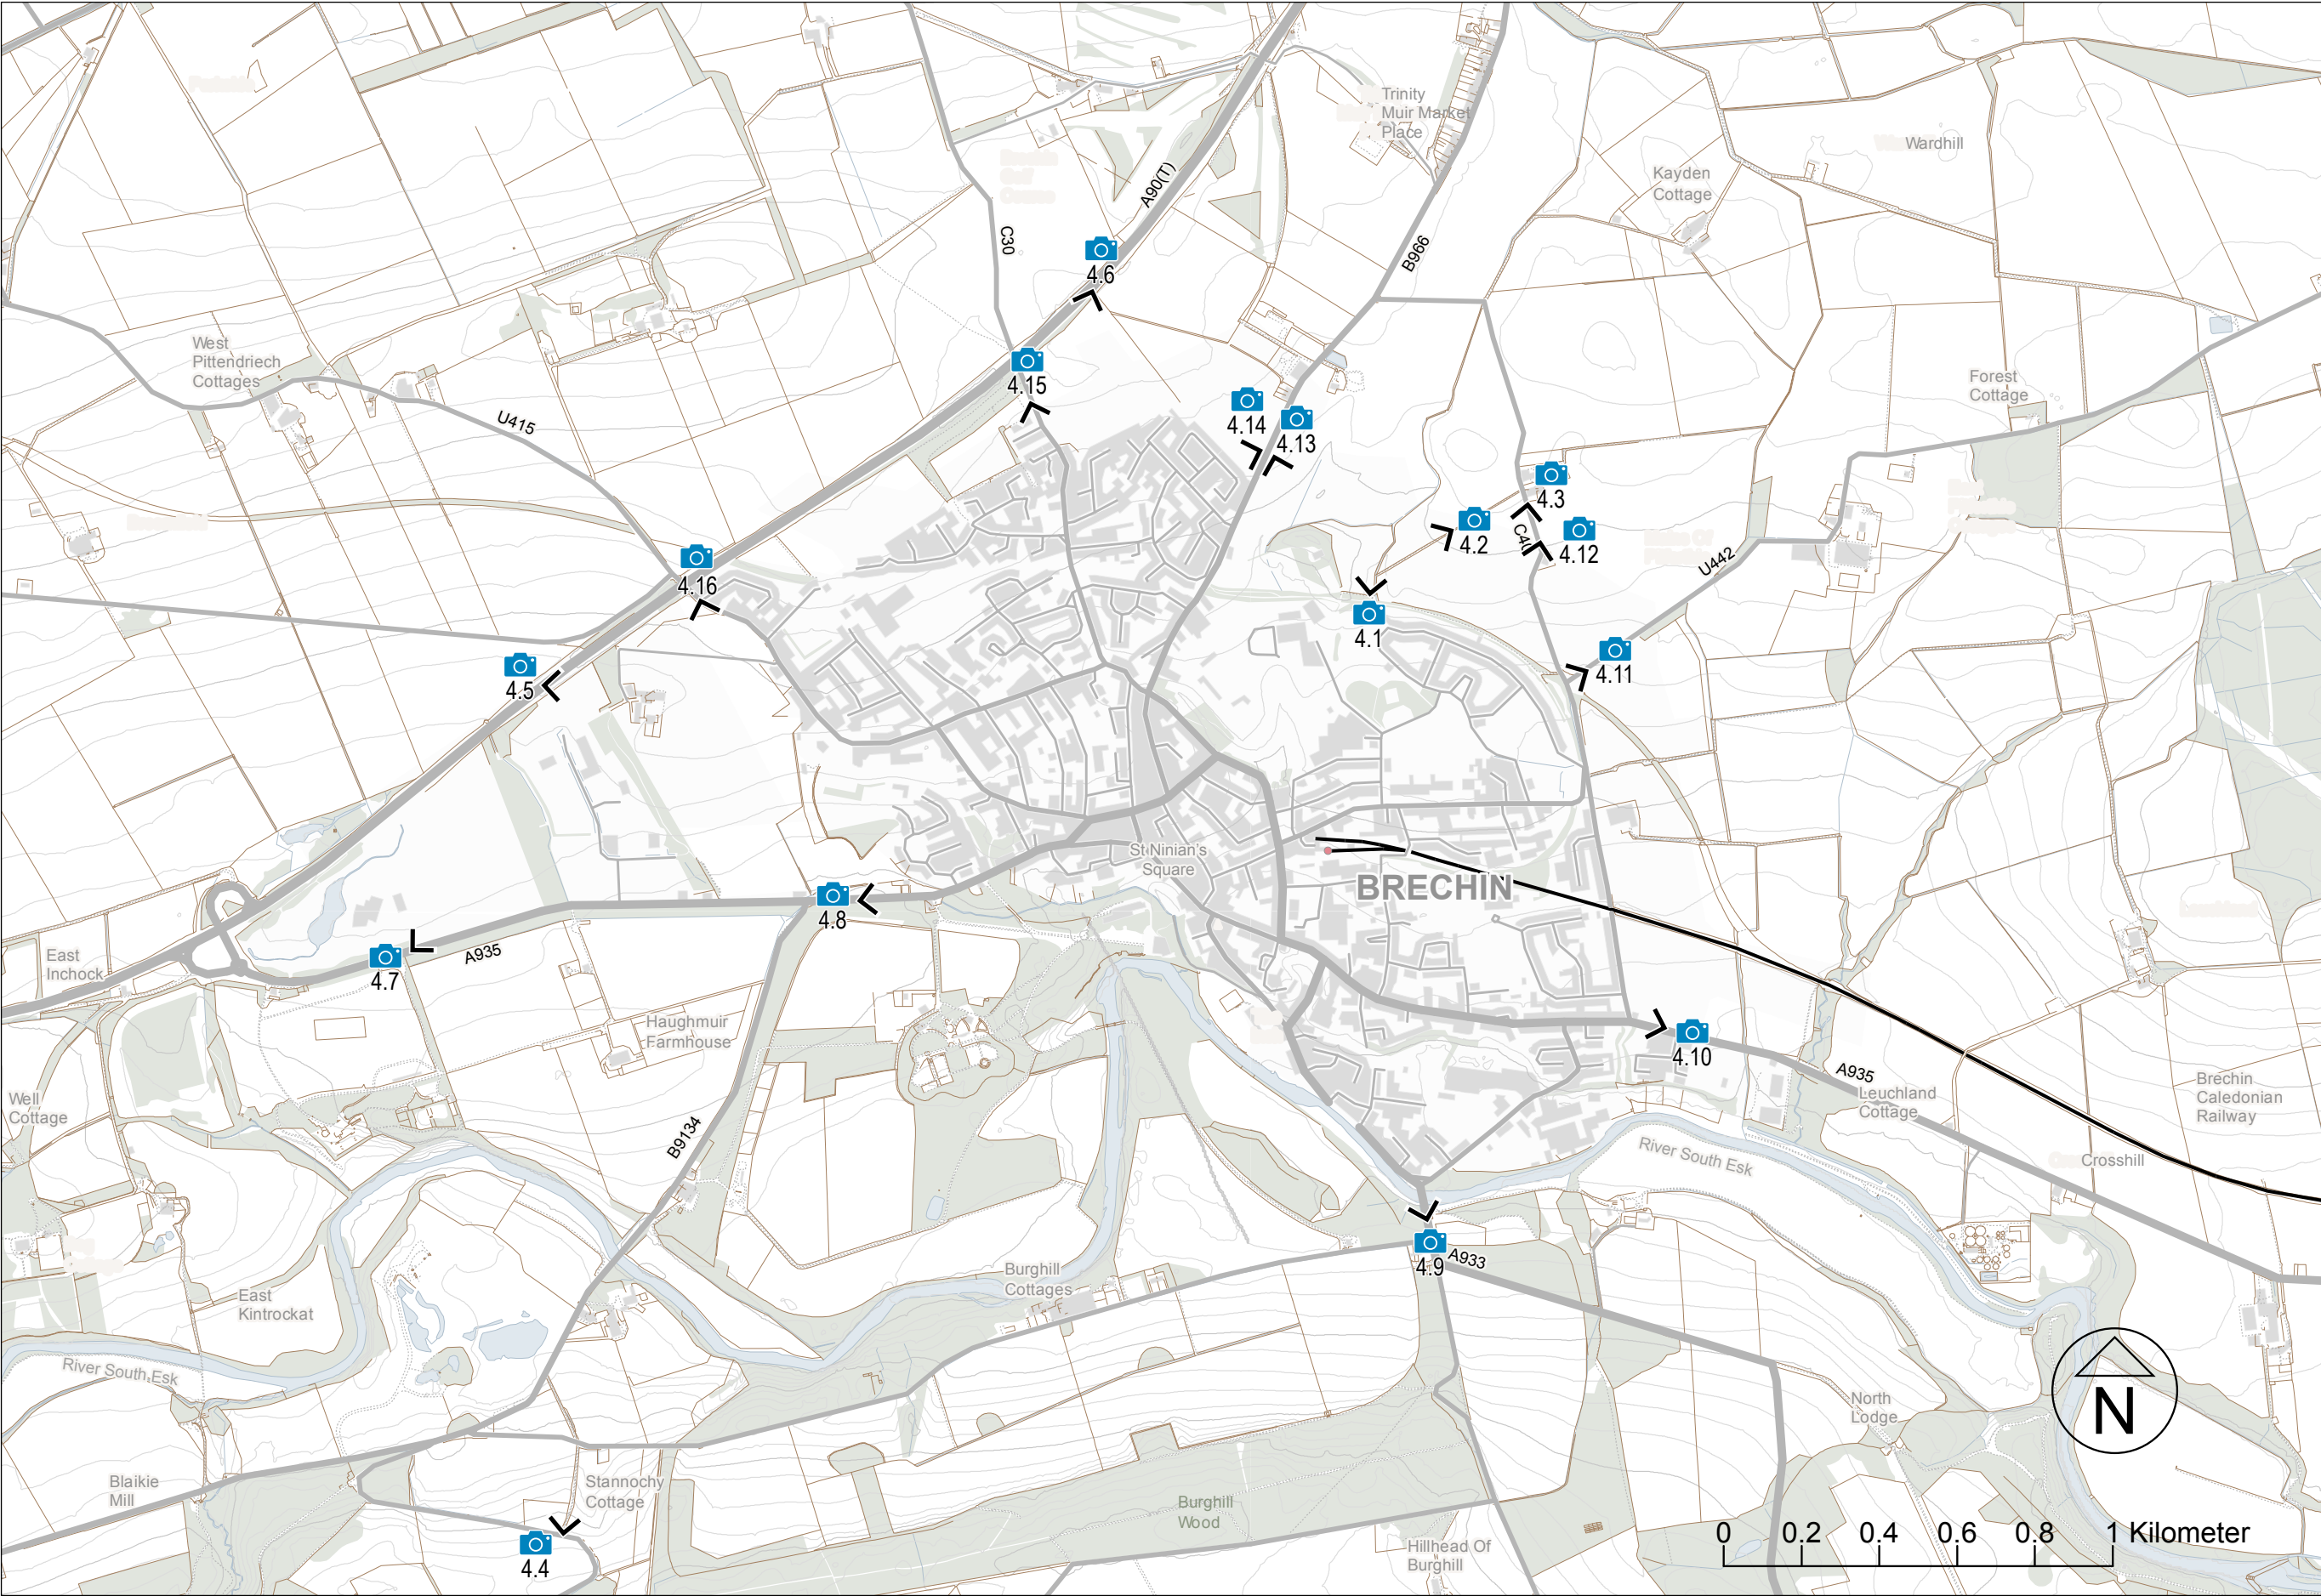 Trinity
Muir Market
Place
Wardhill
Kayden
Cottage
A90(T)
C30
B966
4.6
West
Pittendriech
Cottages
4.15
Forest
Cottage
U415
4.14
4.13
4.3
4.2
4.12
U442
4.16
4.1
4.11
4.5
St Ninian's
Square
BRECHIN
4.8
A935
4.7
East
Inchock
Haughmuir
Farmhouse
4.10
A935
Leuchland
Cottage
Brechin
Caledonian
Railway
Well
Cottage
B9134
River South Esk
Crosshill
4.9
A933
Burghill
Cottages
East
Kintrockat
River South Esk
North
Lodge
N
Blaikie
Mill
Stannochy
Cottage
Burghill
Wood
4.4
Hillhead Of
Burghill
0 0.2 0.4 0.6 0.8 1 Kilometer